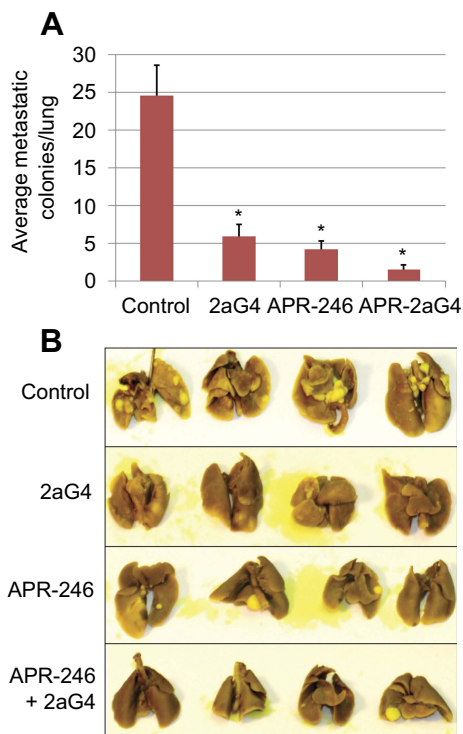 A
30
25
20
15
10
5
0
Average metastatic
colonies/lung
*
*
*
Control 2aG4 APR-246 APR-2aG4
B
Control
2aG4
APR-246
APR-246
+ 2aG4